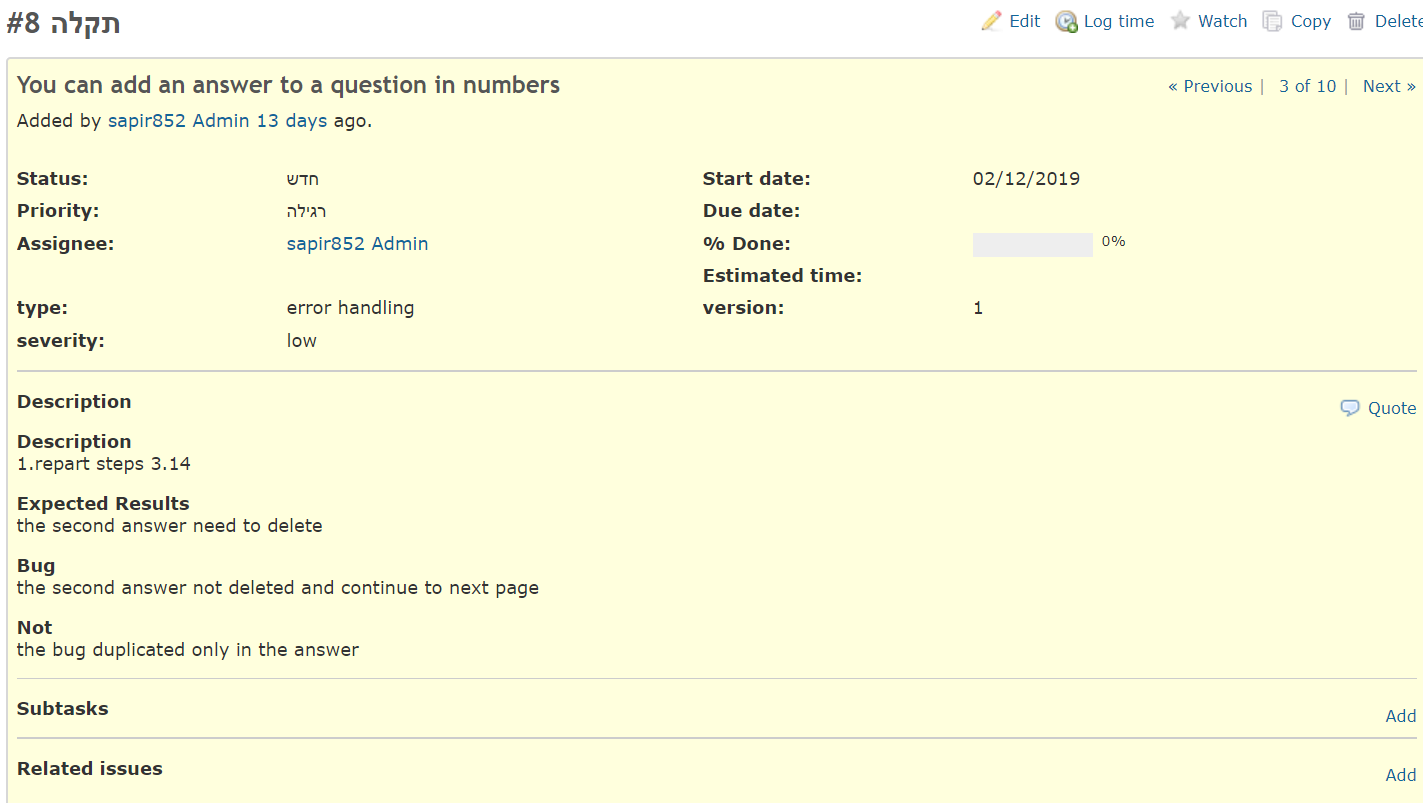 תקלה #8
Edit Log time Watch Copy Delete
You can add an answer to a question in numbers
« Previous | 3 of 10 | Next »
Added by sapir852 Admin 13 days ago.
Status: חדש Start date: 02/12/2019
Priority: רגילה Due date:
Assignee: sapir852 Admin % Done: 0%
Estimated time:
type: error handling version: 1
severity: low
Description
Quote
Description
1.repart steps 3.14
Expected Results
the second answer need to delete
Bug
the second answer not deleted and continue to next page
Not
the bug duplicated only in the answer
Subtasks
Add
Related issues
Add